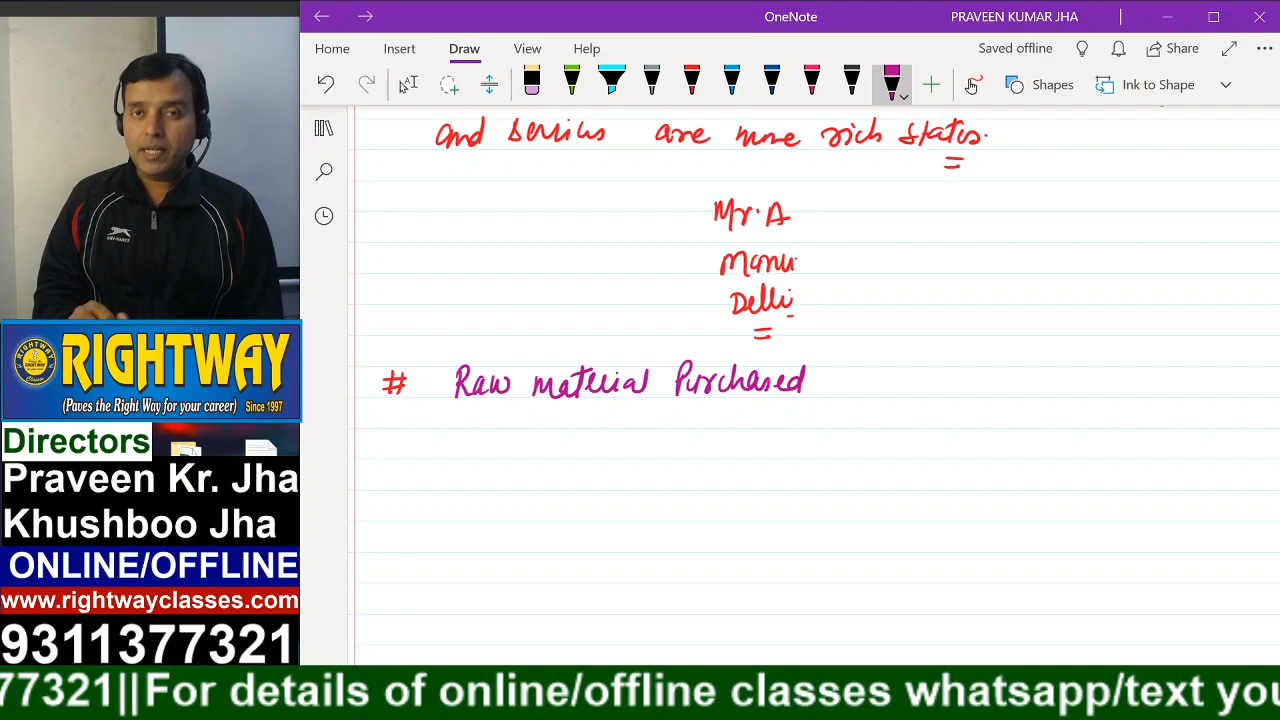 OneNote
PRAVEEN KUMAR JHA
Home Insert Draw View Help
Saved offline
Share
Shapes
Ink to Shape
and services are more rich states.
Mr. A
Manu.
Delhi
# Raw material Purchased
RIGHTWAY
(Paves the Right Way for your career) Since 1997
Directors
Praveen Kr. Jha
Khushboo Jha
ONLINE/OFFLINE
www.rightwayclasses.com
9311377321
77321||For details of online/offline classes whatsapp/text you